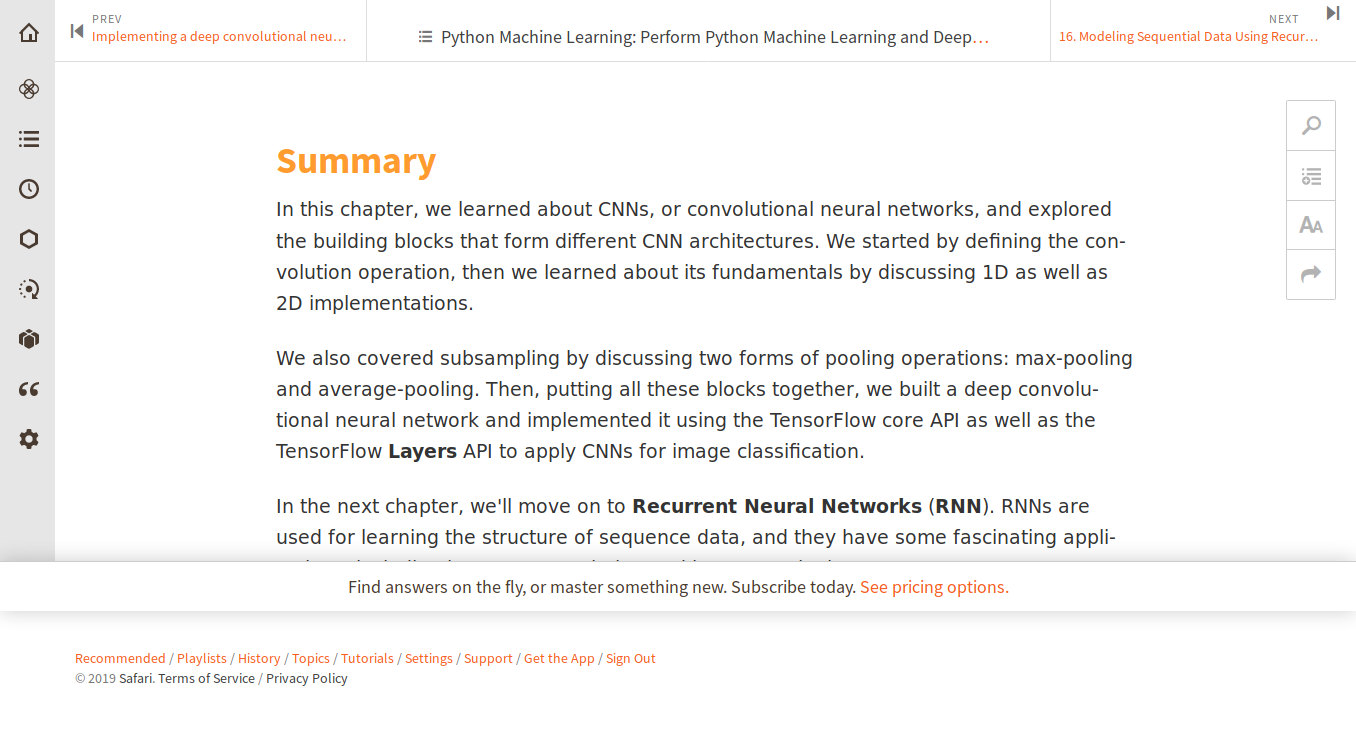 PREV
Implementing a deep convolutional neu…
Python Machine Learning: Perform Python Machine Learning and Deep…
NEXT
16. Modeling Sequential Data Using Recur…
Summary
In this chapter, we learned about CNNs, or convolutional neural networks, and explored
the building blocks that form different CNN architectures. We started by defining the con-
volution operation, then we learned about its fundamentals by discussing 1D as well as
2D implementations.
We also covered subsampling by discussing two forms of pooling operations: max-pooling
and average-pooling. Then, putting all these blocks together, we built a deep convolu-
tional neural network and implemented it using the TensorFlow core API as well as the
TensorFlow Layers API to apply CNNs for image classification.
In the next chapter, we'll move on to Recurrent Neural Networks (RNN). RNNs are
used for learning the structure of sequence data, and they have some fascinating appli-
Find answers on the fly, or master something new. Subscribe today. See pricing options.
Recommended / Playlists / History / Topics / Tutorials / Settings / Support / Get the App / Sign Out
© 2019 Safari. Terms of Service / Privacy Policy